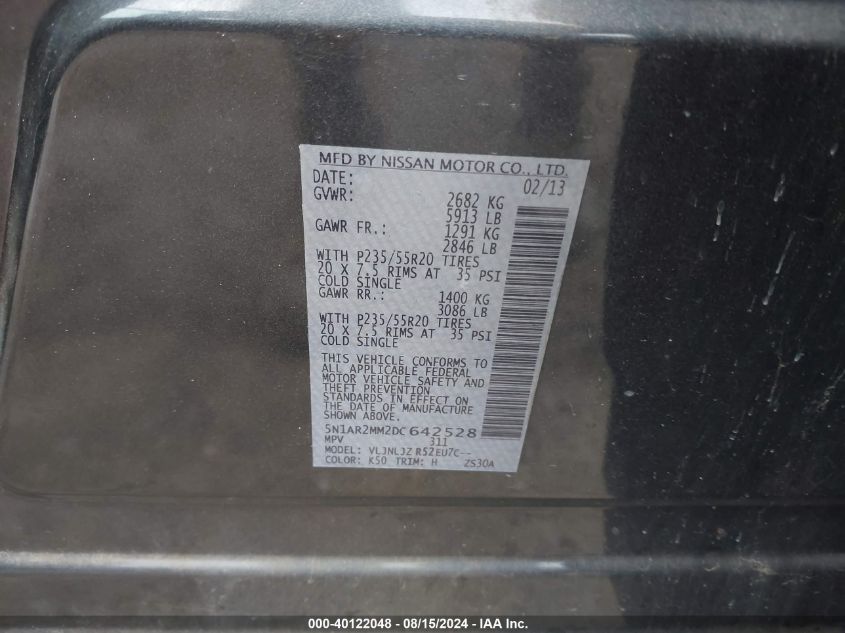 MFD BY NISSAN MOTOR CO., LTD.
DATE: 02/13
GVWR: 2682 KG
5913 LB
GAWR FR.: 1291 KG
2846 LB
WITH P235/55R20 TIRES
20 X 7.5 RIMS AT 35 PSI
COLD SINGLE
GAWR RR.: 1400 KG
3086 LB
WITH P235/55R20 TIRES
20 X 7.5 RIMS AT 35 PSI
COLD SINGLE
THIS VEHICLE CONFORMS TO
ALL APPLICABLE FEDERAL
MOTOR VEHICLE SAFETY AND
THEFT PREVENTION
STANDARDS IN EFFECT ON
THE DATE OF MANUFACTURE
SHOWN ABOVE.
5N1AR2MM2DC642528
MPV 311
MODEL: VLJNLJZ R52EU7C--
COLOR: K50 TRIM: H ZS30A
000-40122048 - 08/15/2024 - IAA Inc.